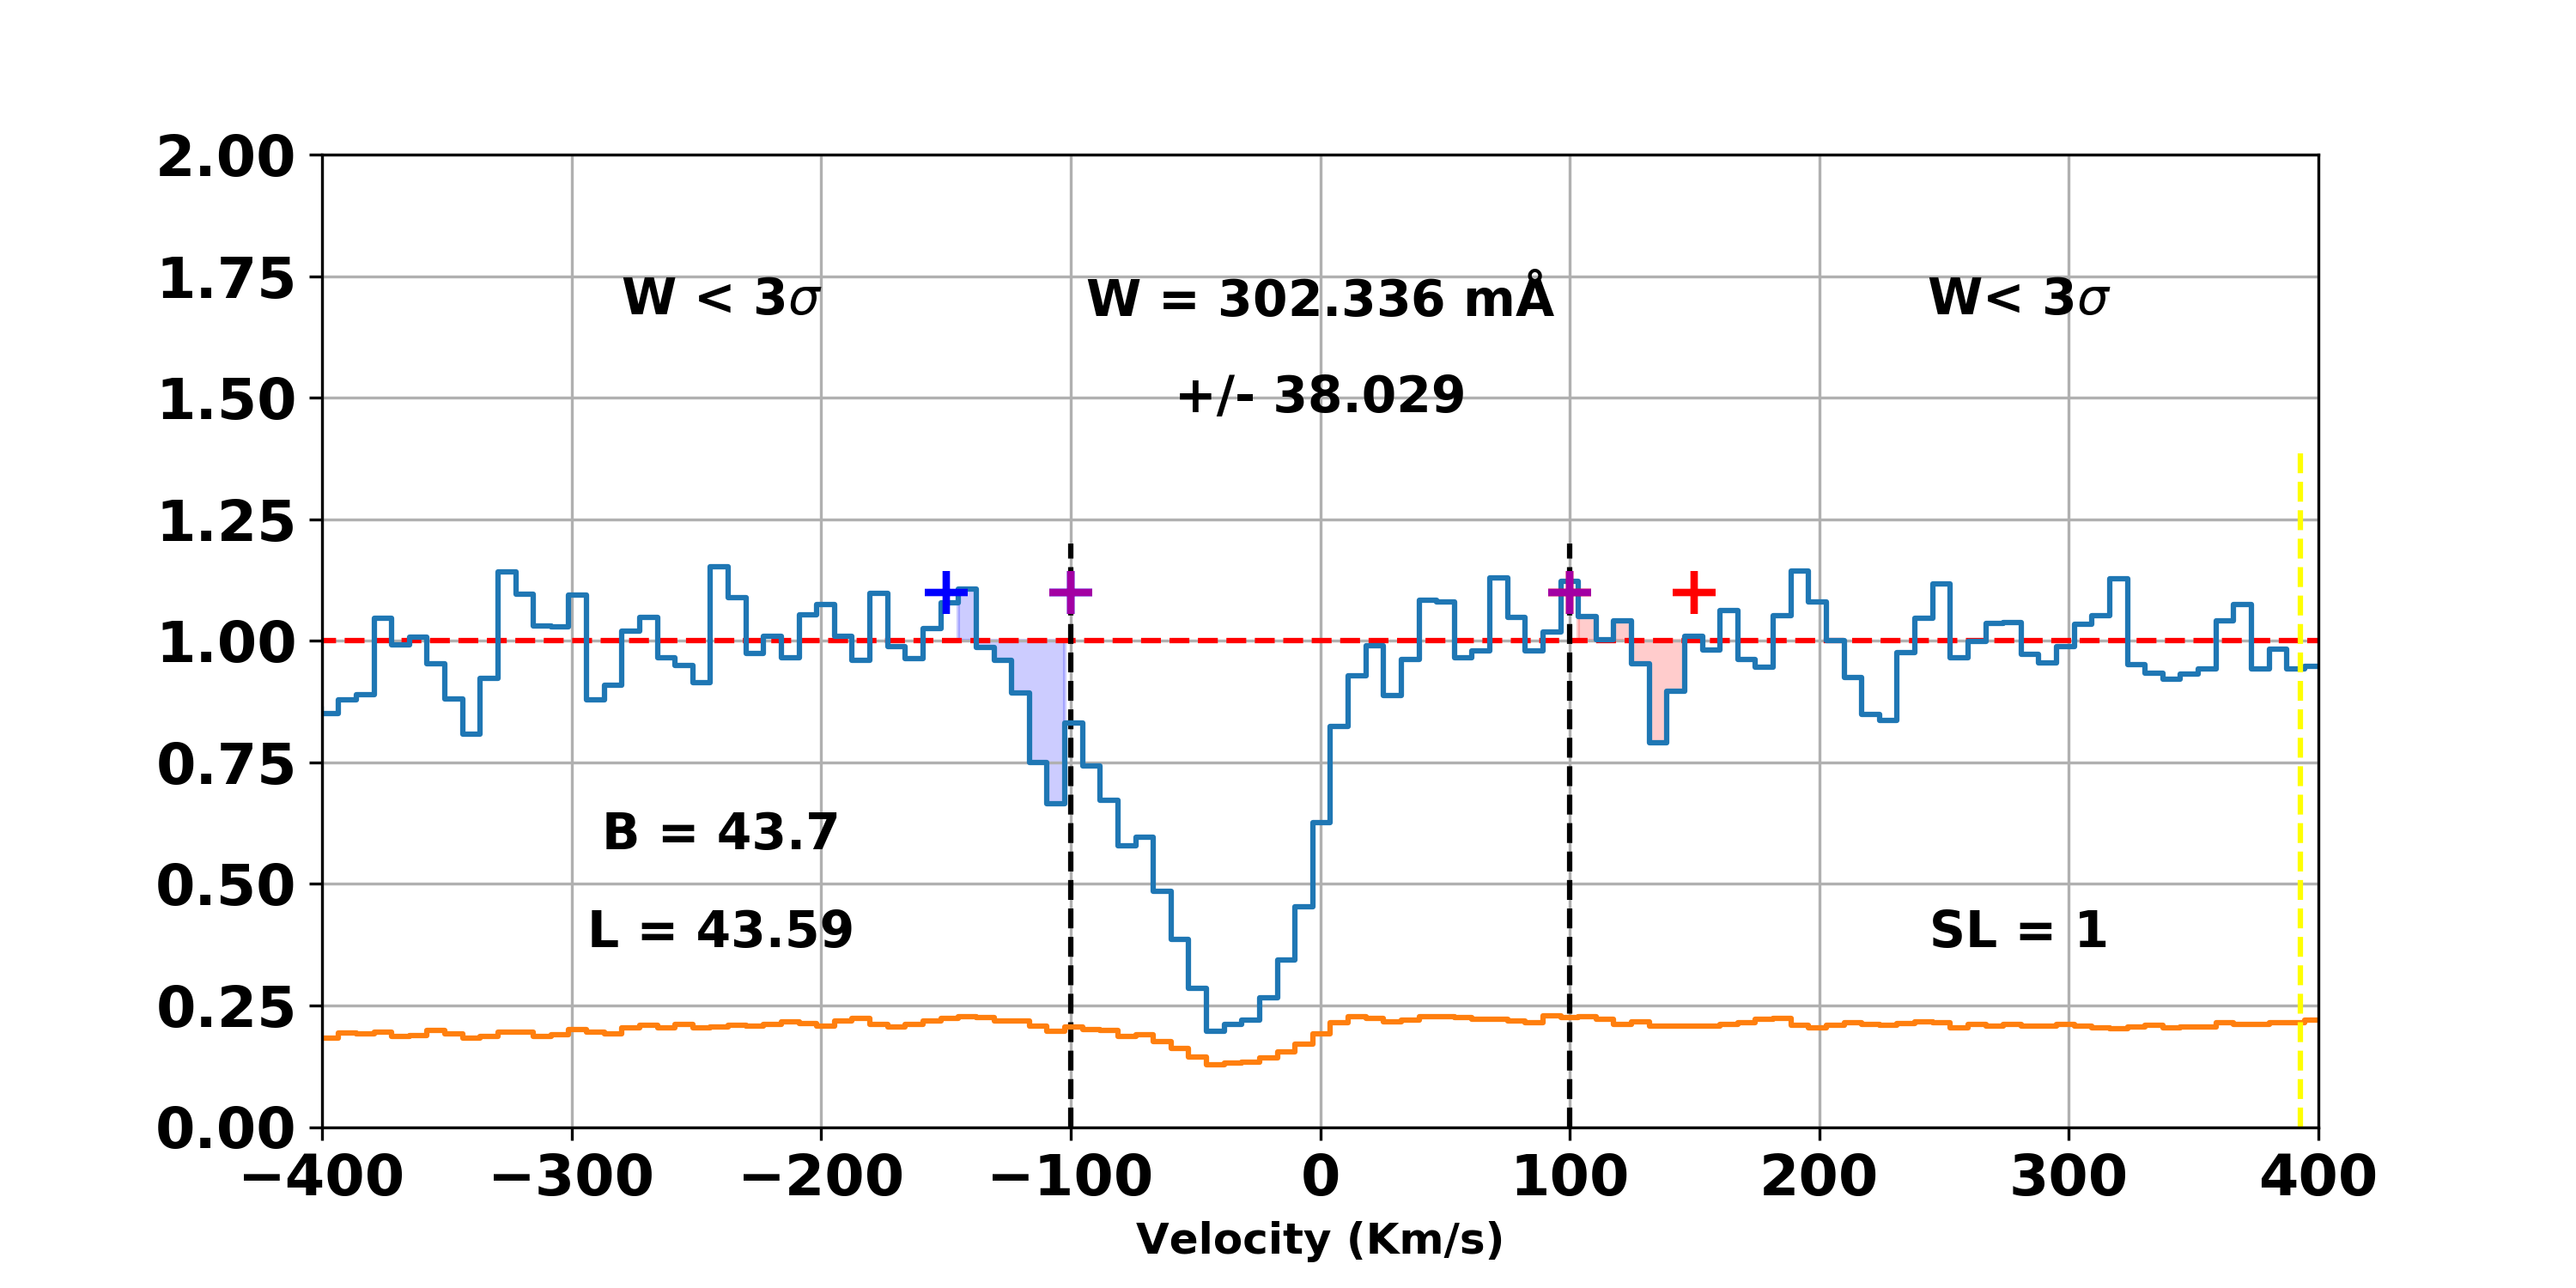 2.00
1.75
W < 3σ
W = 302.336 mÅ
W< 3σ
1.50
+/- 38.029
1.25
1.00
0.75
B = 43.7
0.50
L = 43.59
SL = 1
0.25
0.00
−400 −300 −200 −100 0 100 200 300 400
Velocity (Km/s)